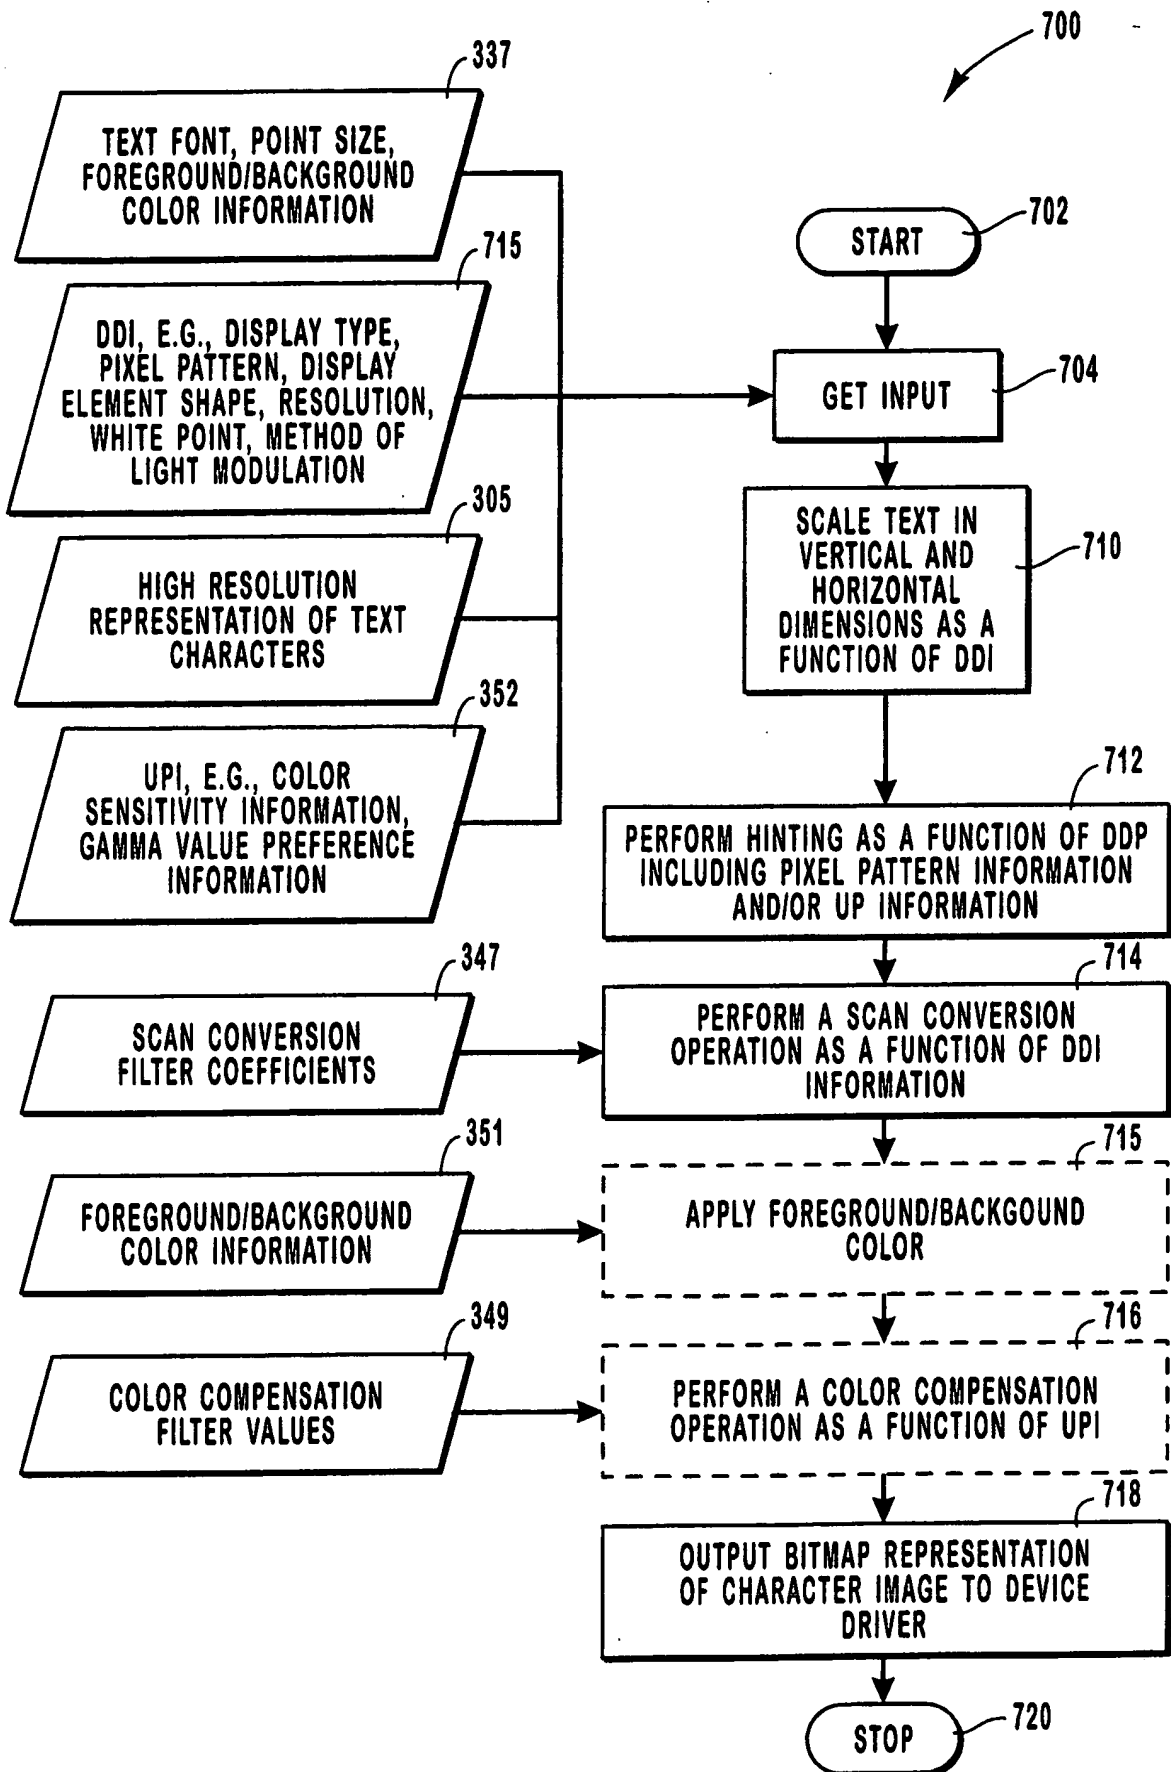 700
337
TEXT FONT, POINT SIZE,
FOREGROUND/BACKGROUND
COLOR INFORMATION
715
DDI, E.G., DISPLAY TYPE,
PIXEL PATTERN, DISPLAY
ELEMENT SHAPE, RESOLUTION,
WHITE POINT, METHOD OF
LIGHT MODULATION
305
HIGH RESOLUTION
REPRESENTATION OF TEXT
CHARACTERS
352
UPI, E.G., COLOR
SENSITIVITY INFORMATION,
GAMMA VALUE PREFERENCE
INFORMATION
702
START
704
GET INPUT
710
SCALE TEXT IN
VERTICAL AND
HORIZONTAL
DIMENSIONS AS A
FUNCTION OF DDI
712
PERFORM HINTING AS A FUNCTION OF DDP
INCLUDING PIXEL PATTERN INFORMATION
AND/OR UP INFORMATION
347
SCAN CONVERSION
FILTER COEFFICIENTS
714
PERFORM A SCAN CONVERSION
OPERATION AS A FUNCTION OF DDI
INFORMATION
351
FOREGROUND/BACKGROUND
COLOR INFORMATION
715
APPLY FOREGROUND/BACKGOUND
COLOR
349
COLOR COMPENSATION
FILTER VALUES
716
PERFORM A COLOR COMPENSATION
OPERATION AS A FUNCTION OF UPI
718
OUTPUT BITMAP REPRESENTATION
OF CHARACTER IMAGE TO DEVICE
DRIVER
STOP
720